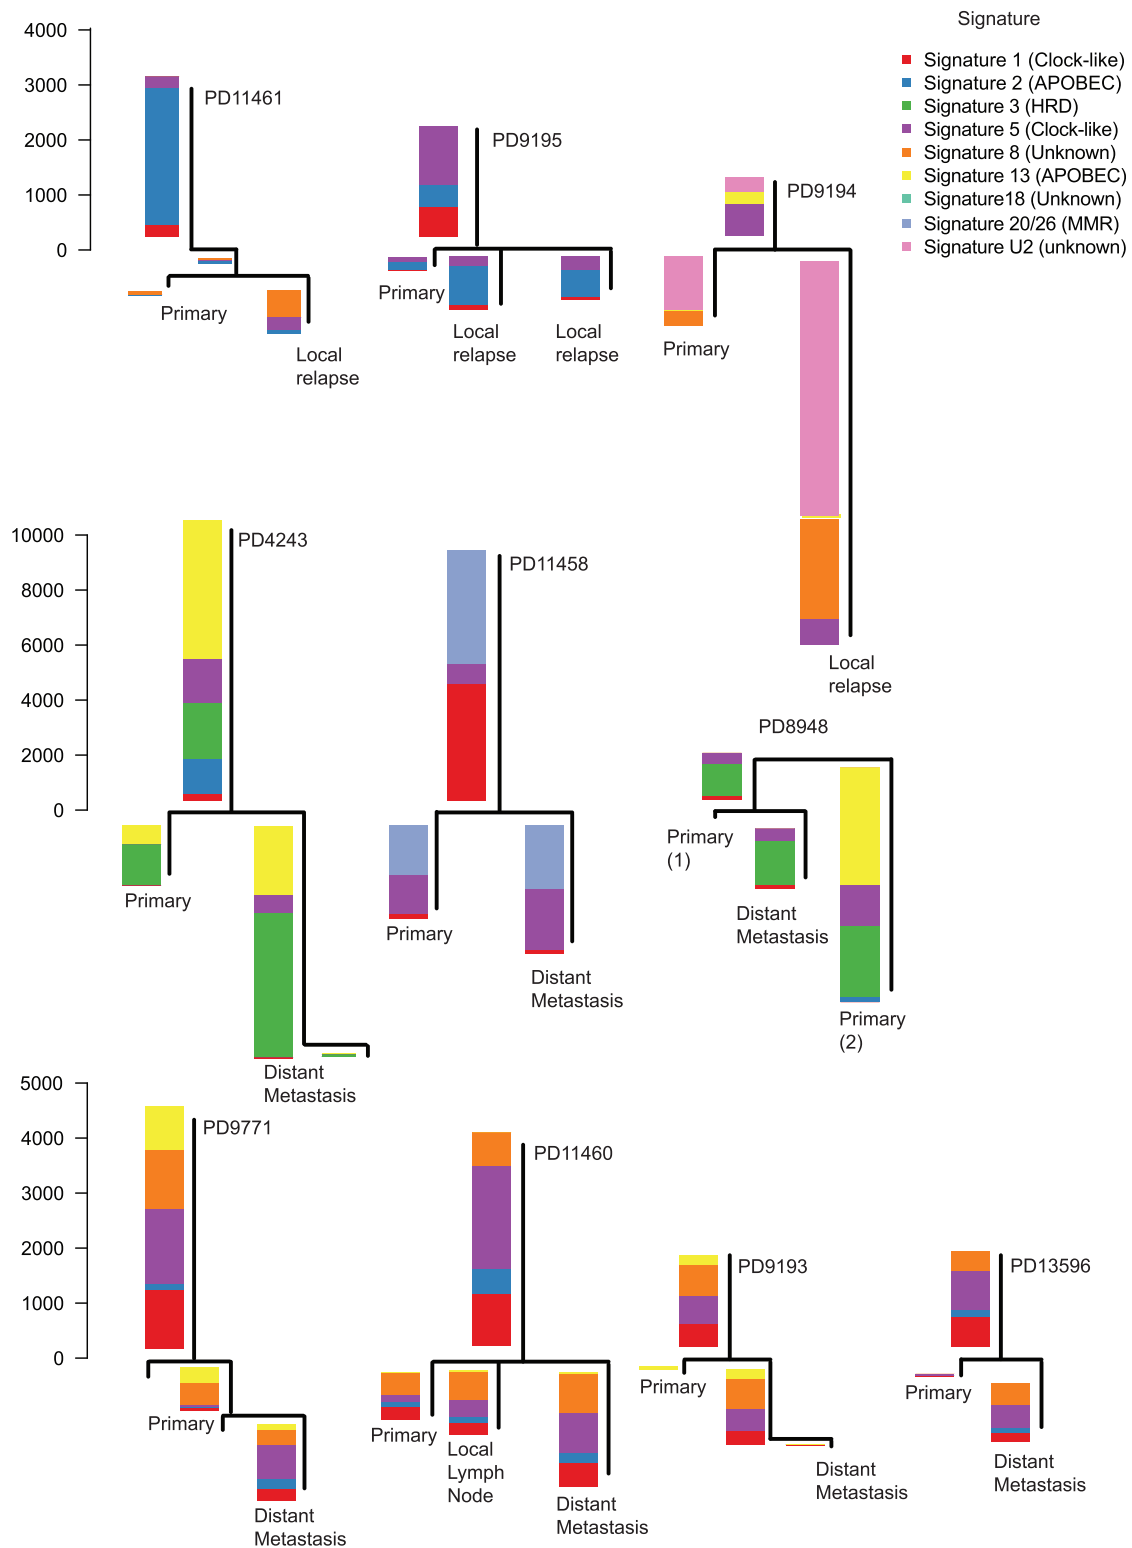 Signature
Signature 1 (Clock-like)
Signature 2 (APOBEC)
Signature 3 (HRD)
Signature 5 (Clock-like)
Signature 8 (Unknown)
Signature 13 (APOBEC)
Signature18 (Unknown)
Signature 20/26 (MMR)
Signature U2 (unknown)
4000
3000
2000
1000
0
PD11461
Primary
Local
relapse
PD9195
Primary
Local
relapse
Local
relapse
PD9194
Primary
Local
relapse
10000
8000
6000
4000
2000
0
PD4243
Primary
Distant
Metastasis
PD11458
Primary
Distant
Metastasis
PD8948
Primary
(1)
Distant
Metastasis
Primary
(2)
5000
4000
3000
2000
1000
0
PD9771
Primary
Distant
Metastasis
PD11460
Primary
Local
Lymph
Node
Distant
Metastasis
PD9193
Primary
Distant
Metastasis
PD13596
Primary
Distant
Metastasis